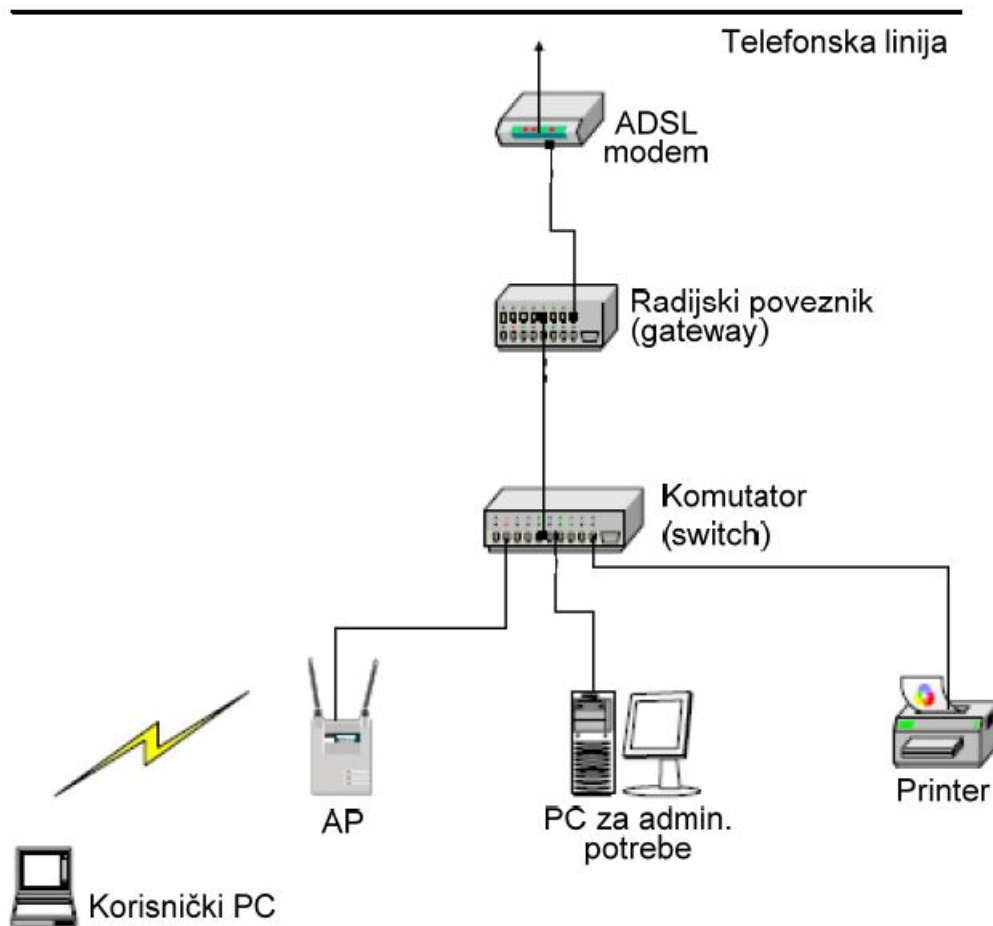 Telefonska linija
ADSL
modem
Radijski poveznik
(gateway)
Komutator
(switch)
AP
PC za admin.
potrebe
Printer
Korisnički PC